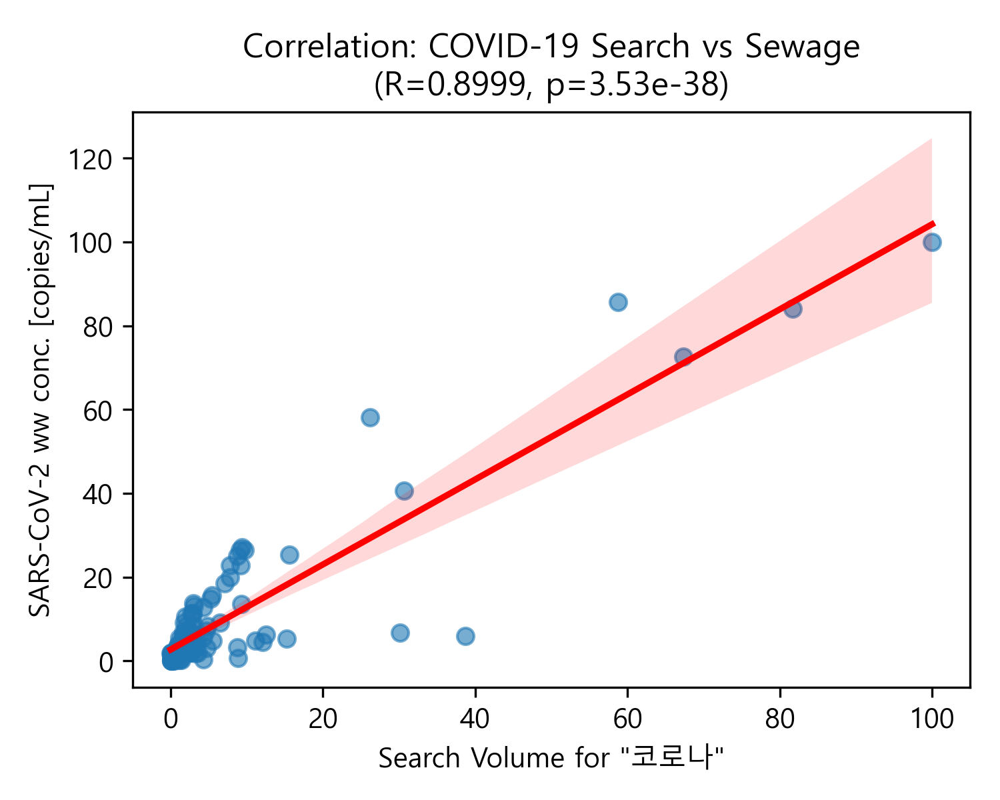 Correlation: COVID-19 Search vs Sewage
(R=0.8999, p=3.53e-38)
SARS-CoV-2 ww conc. [copies/mL]
120
100
80
60
40
20
0
0 20 40 60 80 100
Search Volume for "코로나"